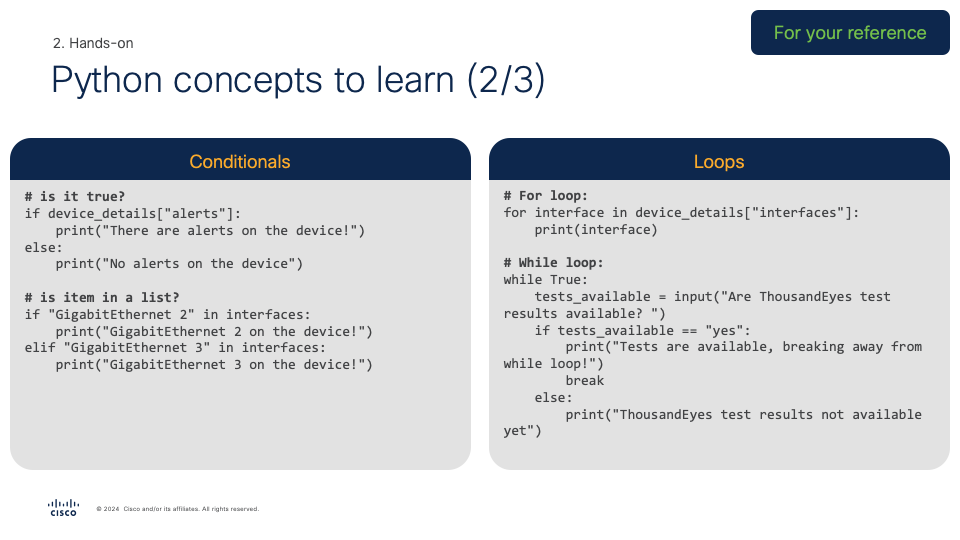 For your reference
2. Hands-on
Python concepts to learn (2/3)
Conditionals
# is it true?
if device_details["alerts"]:
    print("There are alerts on the device!")
else:
    print("No alerts on the device")
# is item in a list?
if "GigabitEthernet 2" in interfaces:
    print("GigabitEthernet 2 on the device!")
elif "GigabitEthernet 3" in interfaces:
    print("GigabitEthernet 3 on the device!")
Loops
# For loop:
for interface in device_details["interfaces"]:
    print(interface)
# While loop:
while True:
    tests_available = input("Are ThousandEyes test
results available? ")
    if tests_available == "yes":
        print("Tests are available, breaking away from
while loop!")
        break
    else:
        print("ThousandEyes test results not available
yet")
CISCO
© 2024 Cisco and/or its affiliates. All rights reserved.